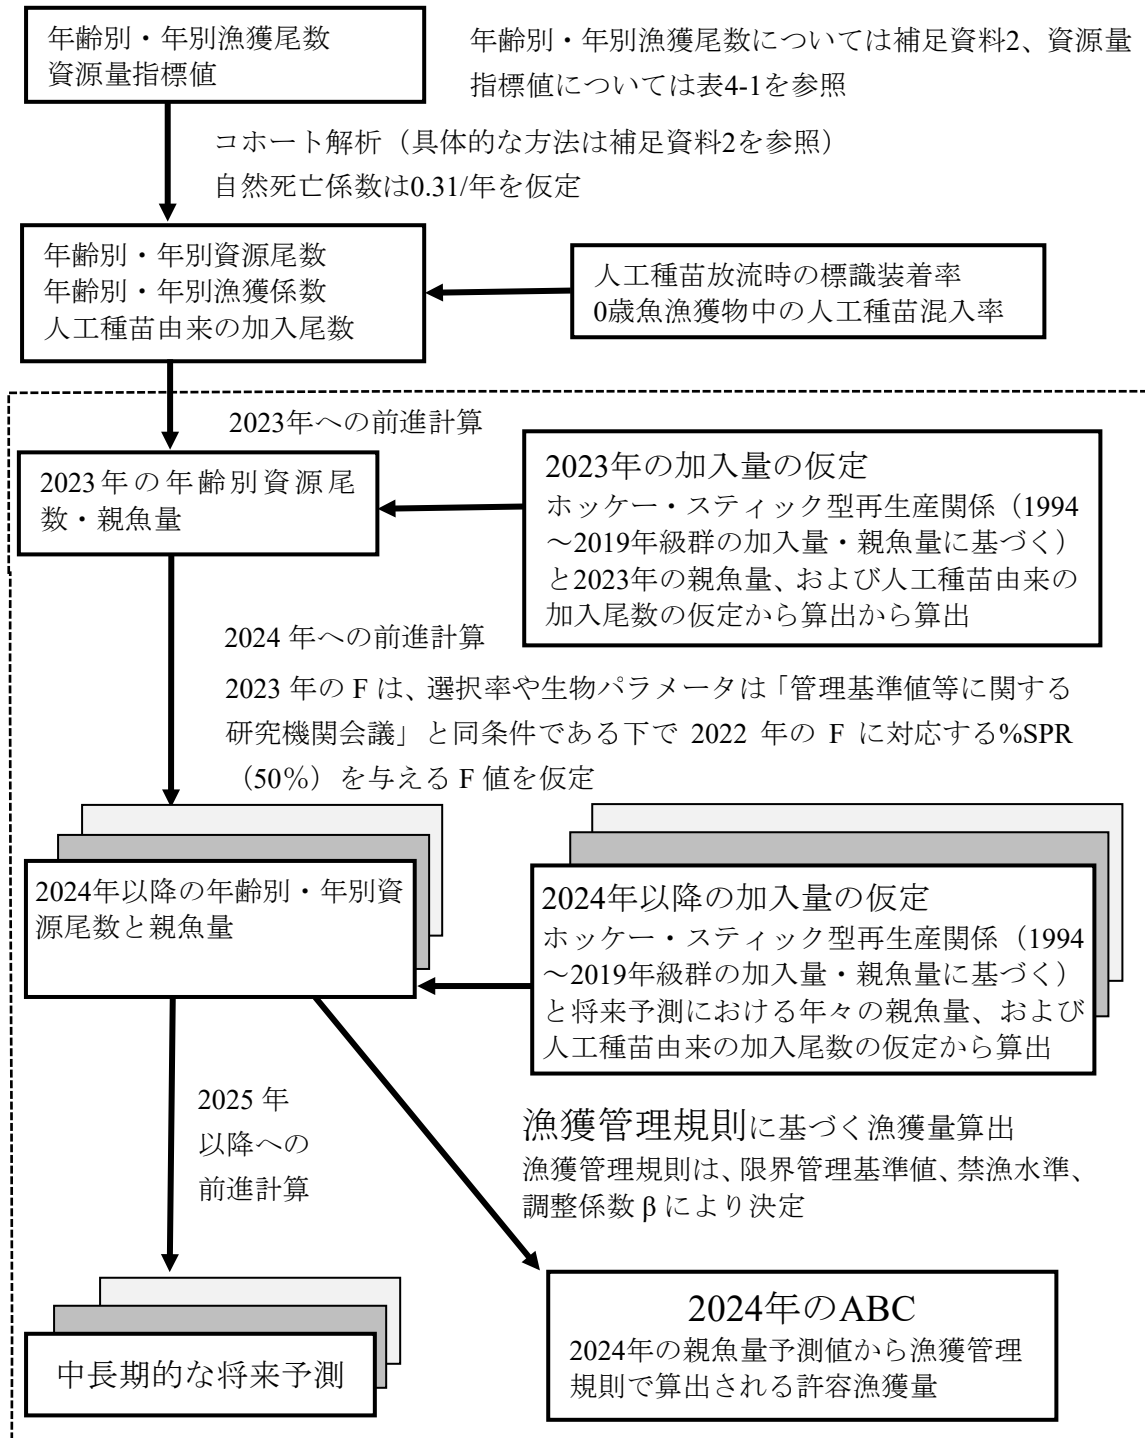 年齢別・年別漁獲尾数
資源量指標値
年齢別・年別漁獲尾数については補足資料2、資源量
指標値については表4-1を参照
コホート解析（具体的な方法は補足資料2を参照）
自然死亡係数は0.31/年を仮定
年齢別・年別資源尾数
年齢別・年別漁獲係数
人工種苗由来の加入尾数
人工種苗放流時の標識装着率
0歳魚漁獲物中の人工種苗混入率
2023年への前進計算
2023年の年齢別資源尾
数・親魚量
2023年の加入量の仮定
ホッケー・スティック型再生産関係（1994
～2019年級群の加入量・親魚量に基づく）
と2023年の親魚量、および人工種苗由来の
加入尾数の仮定から算出から算出
2024 年への前進計算
2023 年の F は、選択率や生物パラメータは「管理基準値等に関する
研究機関会議」と同条件である下で 2022 年の F に対応する%SPR
（50%）を与える F 値を仮定
2024年以降の年齢別・年別資
源尾数と親魚量
2024年以降の加入量の仮定
ホッケー・スティック型再生産関係（1994
～2019年級群の加入量・親魚量に基づく）
と将来予測における年々の親魚量、および
人工種苗由来の加入尾数の仮定から算出
2025 年
以降への
前進計算
漁獲管理規則に基づく漁獲量算出
漁獲管理規則は、限界管理基準値、禁漁水準、
調整係数 β により決定
中長期的な将来予測
2024年のABC
2024年の親魚量予測値から漁獲管理
規則で算出される許容漁獲量